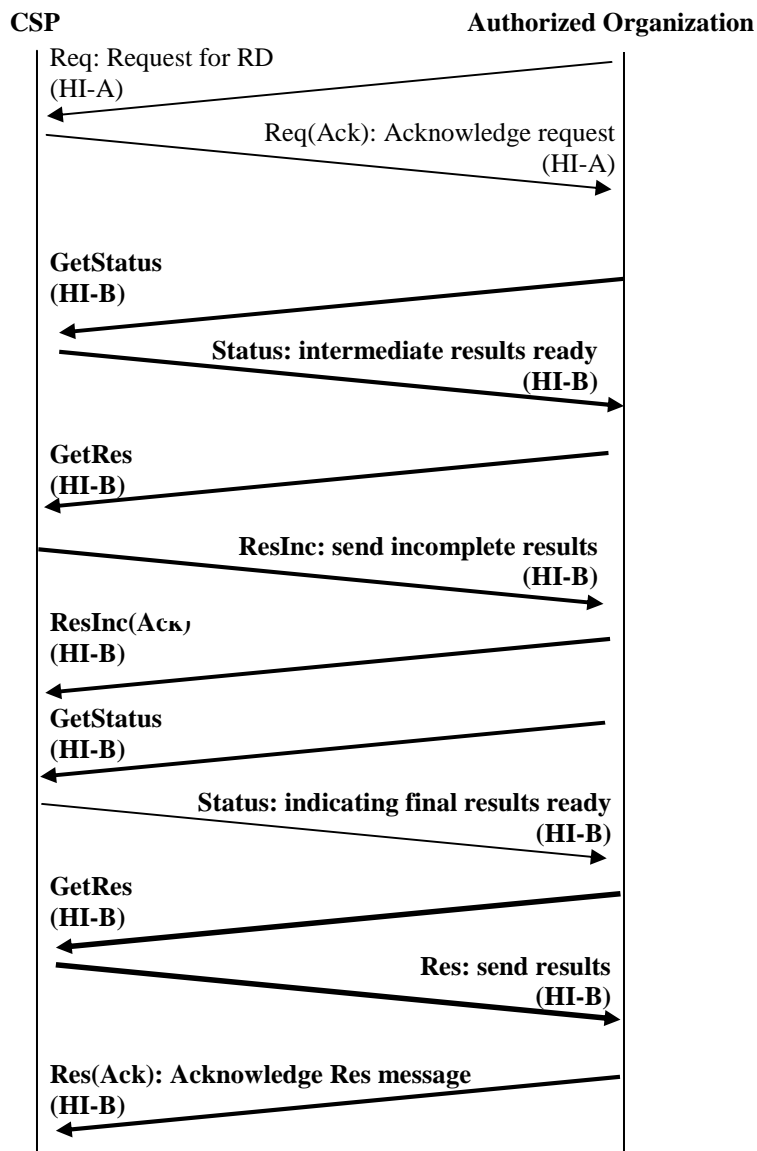 CSP
Authorized Organization
Req: Request for RD
(HI-A)
Req(Ack): Acknowledge request
(HI-A)
GetStatus
(HI-B)
Status: intermediate results ready
(HI-B)
GetRes
(HI-B)
ResInc: send incomplete results
(HI-B)
ResInc(Ack)
(HI-B)
GetStatus
(HI-B)
Status: indicating final results ready
(HI-B)
GetRes
(HI-B)
Res: send results
(HI-B)
Res(Ack): Acknowledge Res message
(HI-B)